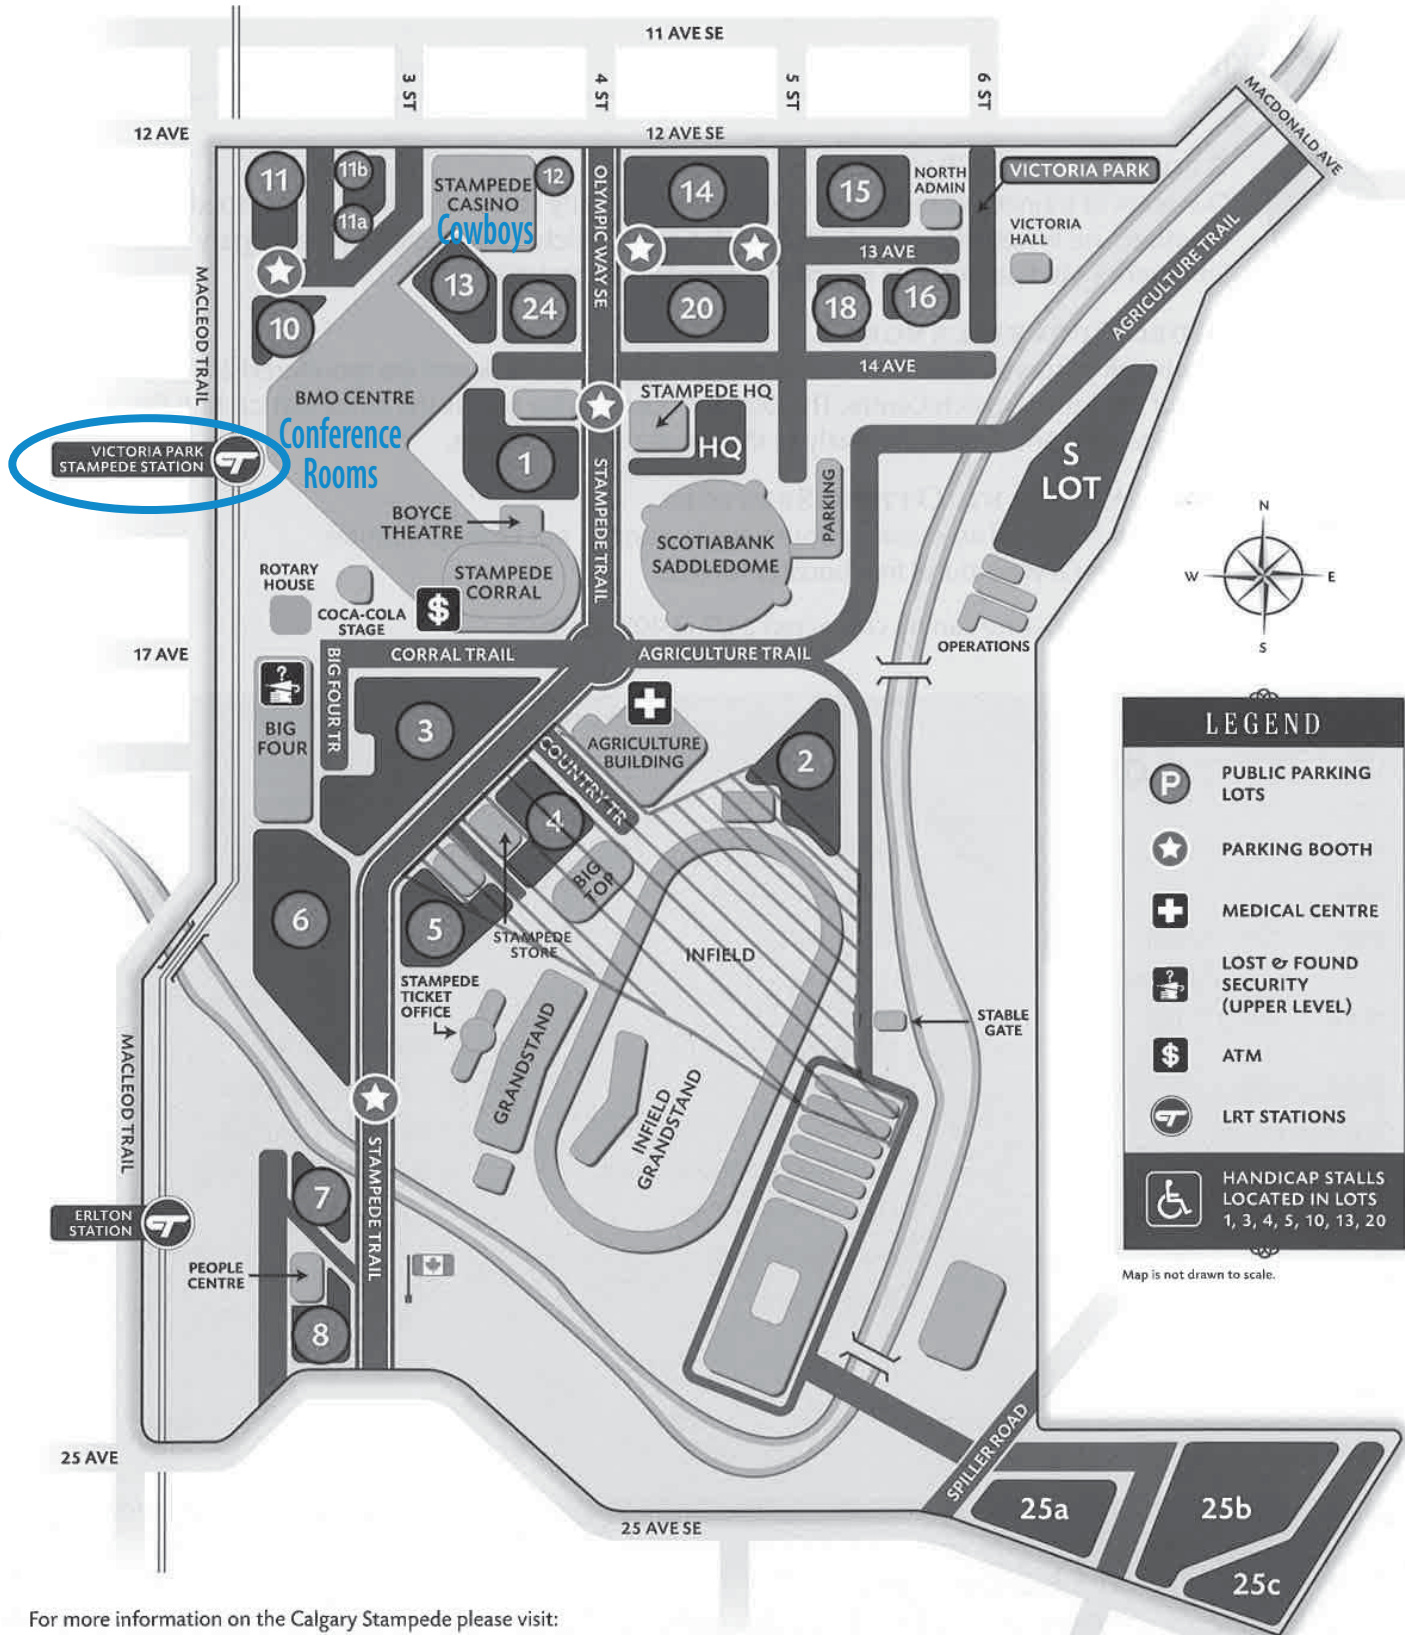 11 AVE SE
3 ST
4 ST
5 ST
6 ST
MACDONALD AVE
12 AVE
12 AVE SE
11
11b
11a
STAMPEDE
CASINO
Cowboys
12
OLYMPIC WAY SE
14
15
NORTH
ADMIN
VICTORIA PARK
VICTORIA
HALL
13 AVE
AGRICULTURE TRAIL
MACLEOD TRAIL
10
13
24
20
18
16
14 AVE
BMO CENTRE
Conference
Rooms
STAMPEDE HQ
HQ
1
VICTORIA PARK
STAMPEDE STATION
STAMPEDE TRAIL
S
LOT
PARKING
BOYCE
THEATRE
SCOTIABANK
SADDLEDOME
N
W
E
S
ROTARY
HOUSE
COCA-COLA
STAGE
$
STAMPEDE
CORRAL
OPERATIONS
17 AVE
BIG FOUR TR
CORRAL TRAIL
AGRICULTURE TRAIL
?
BIG
FOUR
3
COUNTRY TR
AGRICULTURE
BUILDING
2
4
BIG
TOP
6
5
STAMPEDE
STORE
INFIELD
STAMPEDE
TICKET
OFFICE
GRANDSTAND
INFIELD
GRANDSTAND
STABLE
GATE
MACLEOD TRAIL
STAMPEDE TRAIL
7
ERLTON
STATION
PEOPLE
CENTRE
8
LEGEND
P
PUBLIC PARKING
LOTS
PARKING BOOTH
MEDICAL CENTRE
?
LOST & FOUND
SECURITY
(UPPER LEVEL)
$
ATM
LRT STATIONS
HANDICAP STALLS
LOCATED IN LOTS
1, 3, 4, 5, 10, 13, 20
Map is not drawn to scale.
25 AVE
SPILLER ROAD
25 AVE SE
25a
25b
25c
For more information on the Calgary Stampede please visit: